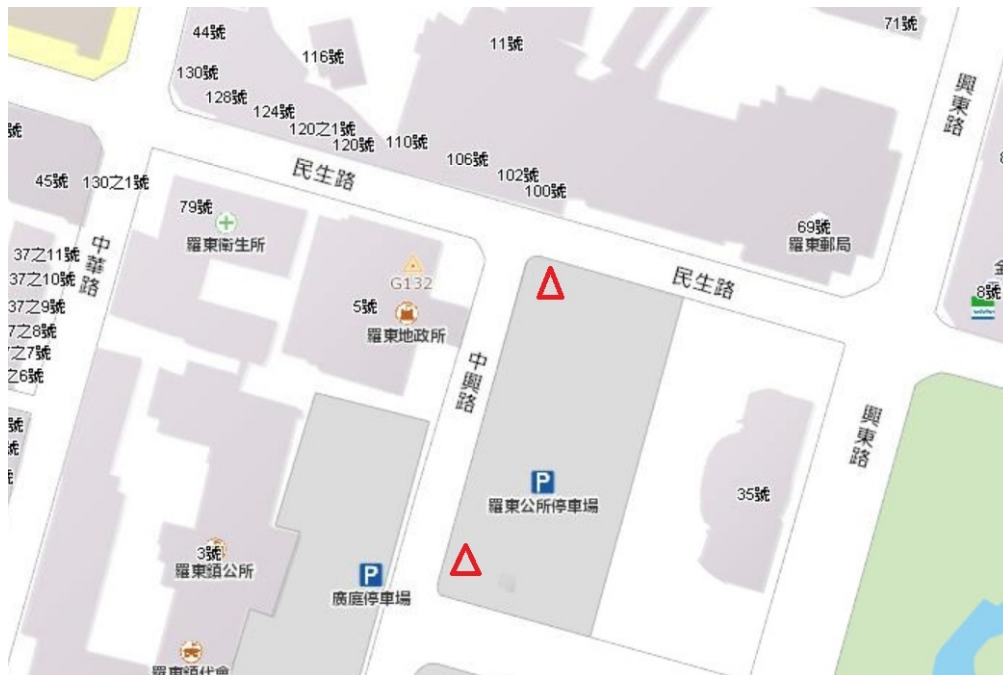 44號
11號
71號
116號
130號
128號
124號
120之1號
120號
110號
106號
102號
100號
興東路
號
45號
130之1號
民生路
79號
羅東衛生所
69號
羅東郵局
中華路
37之11號
37之10號
37之9號
7之8號
之7號
之6號
G132
5號
羅東地政所
民生路
8號
中興路
興東路
號
號
P
羅東公所停車場
35號
3號
羅東鎮公所
P
廣庭停車場
羅東鎮代會